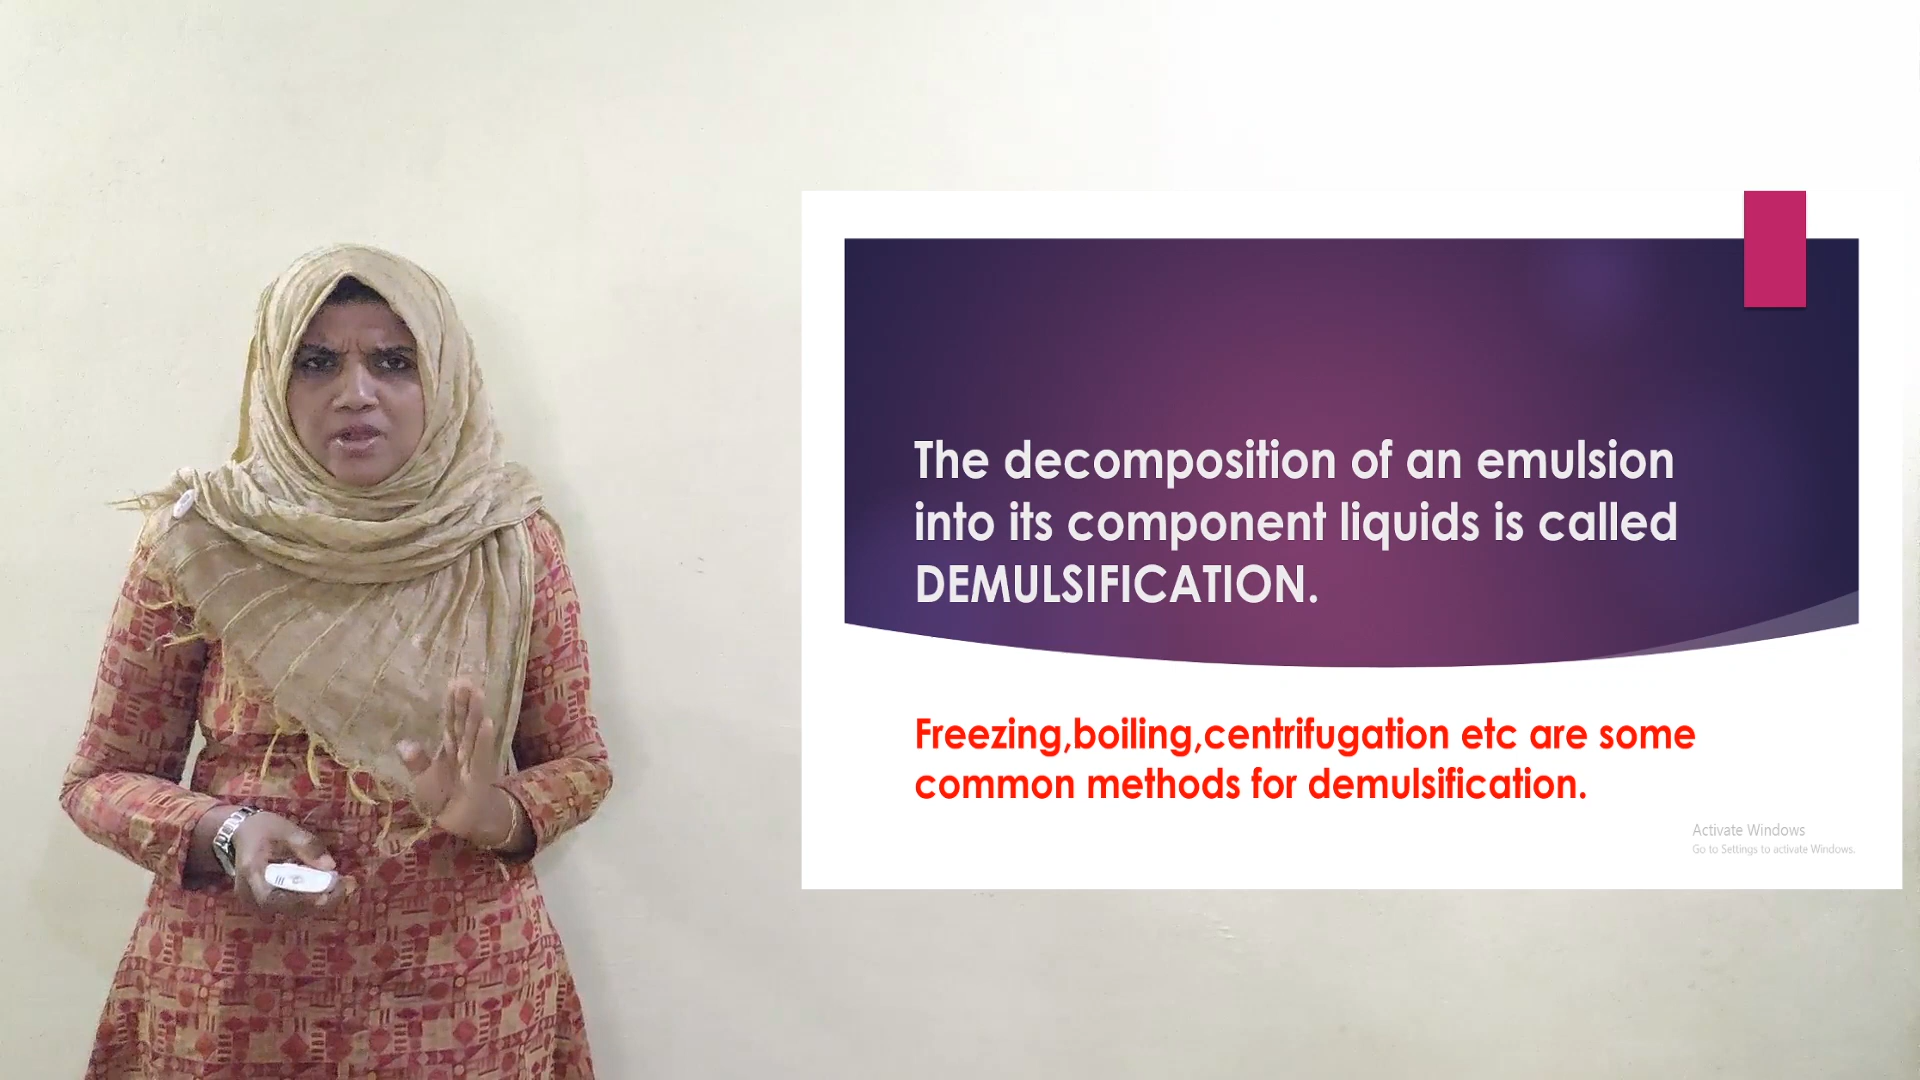 The decomposition of an emulsion
into its component liquids is called
DEMULSIFICATION.
Freezing,boiling,centrifugation etc are some
common methods for demulsification.
Activate Windows
Go to Settings to activate Windows.